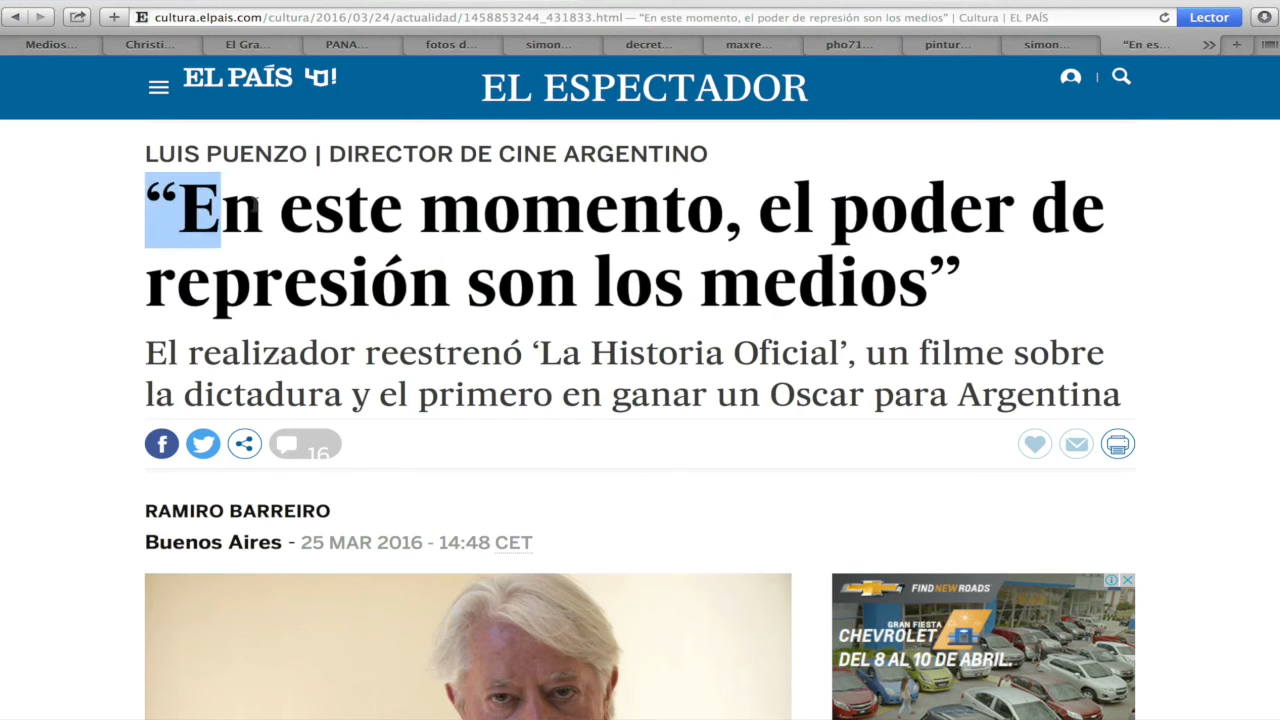 cultura.elpais.com/cultura/2016/03/24/actualidad/1458853244_431833.html — “En este momento, el poder de represión son los medios” | Cultura | EL PAÍS
Lector
Medios... Christi... El Gra... PANA... fotos d... simon... decret... maxre... pho71... pintur... simon... “En es...
EL PAÍS
EL ESPECTADOR
LUIS PUENZO | DIRECTOR DE CINE ARGENTINO
“En este momento, el poder de
represión son los medios”
El realizador reestrenó ‘La Historia Oficial’, un filme sobre
la dictadura y el primero en ganar un Oscar para Argentina
16
RAMIRO BARREIRO
Buenos Aires - 25 MAR 2016 - 14:48 CET
FIND NEW ROADS
GRAN FIESTA
CHEVROLET
DEL 8 AL 10 DE ABRIL.